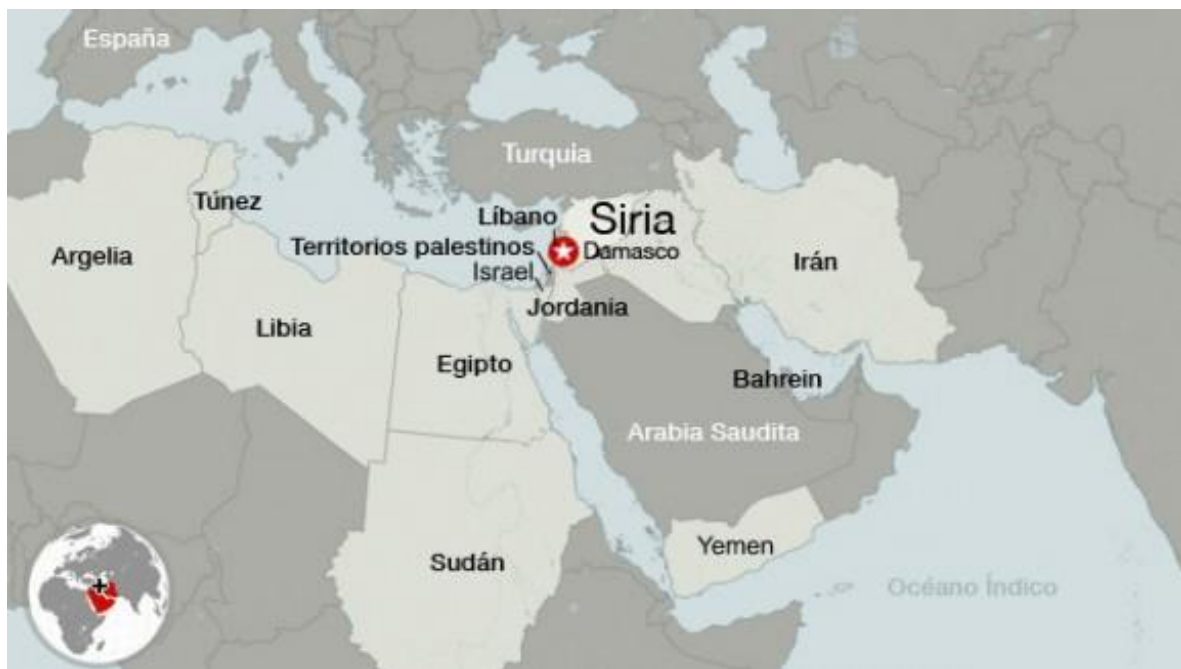 España
Turquía
Túnez
Líbano
Siria
Territorios palestinos
Damasco
Argelia
Israel
Irán
Jordania
Libia
Egipto
Bahrein
Arabia Saudita
Yemen
Sudán
Océano Índico